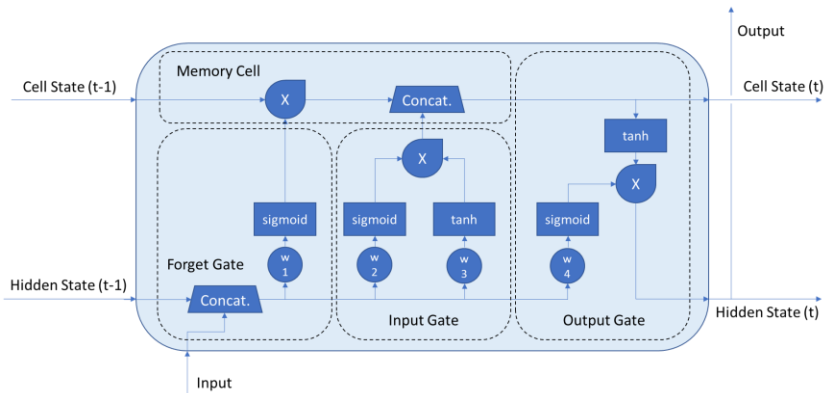 Output
Memory Cell
Cell State (t-1)
X
Concat.
Cell State (t)
tanh
X
X
sigmoid
sigmoid
tanh
sigmoid
Forget Gate
w
1
w
2
w
3
w
4
Hidden State (t-1)
Concat.
Input Gate
Output Gate
Hidden State (t)
Input